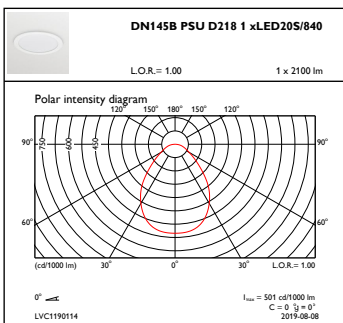 DN145B PSU D218 1 xLED20S/840
L.O.R.= 1.00 1 x 2100 lm
Polar intensity diagram
120° 150° 180° 150° 120°
90° 750 600 450 90°
60° 60°
(cd/1000 lm) 30° 0° 30° L.O.R.= 1.00
0°
Imax = 501 cd/1000 lm
C = 0 °
= 0°
LVC1190114 2019-08-08